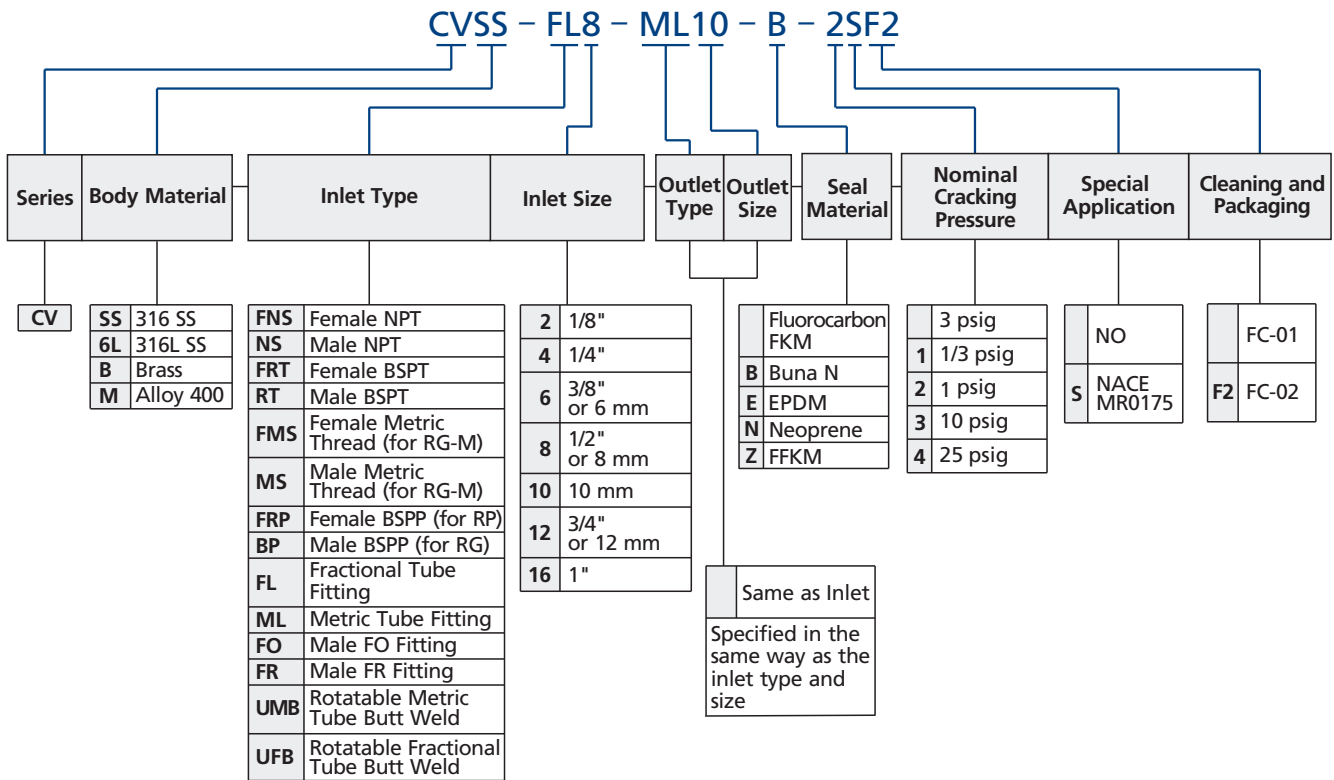 CVSS – FL8 – ML10 – B – 2SF2
Series
Body Material
Inlet Type
Inlet Size
Outlet
Type
Outlet
Size
Seal
Material
Nominal
Cracking
Pressure
Special
Application
Cleaning and
Packaging
CV
SS 316 SS
6L 316L SS
B Brass
M Alloy 400
FNS Female NPT
NS Male NPT
FRT Female BSPT
RT Male BSPT
FMS Female Metric
Thread (for RG-M)
MS Male Metric
Thread (for RG-M)
FRP Female BSPP (for RP)
BP Male BSPP (for RG)
FL Fractional Tube
Fitting
ML Metric Tube Fitting
FO Male FO Fitting
FR Male FR Fitting
UMB Rotatable Metric
Tube Butt Weld
UFB Rotatable Fractional
Tube Butt Weld
2 1/8"
4 1/4"
6 3/8"
or 6 mm
8 1/2"
or 8 mm
10 10 mm
12 3/4"
or 12 mm
16 1"
Same as Inlet
Specified in the
same way as the
inlet type and
size
Fluorocarbon
FKM
B Buna N
E EPDM
N Neoprene
Z FFKM
3 psig
1 1/3 psig
2 1 psig
3 10 psig
4 25 psig
NO
S NACE
MR0175
FC-01
F2 FC-02